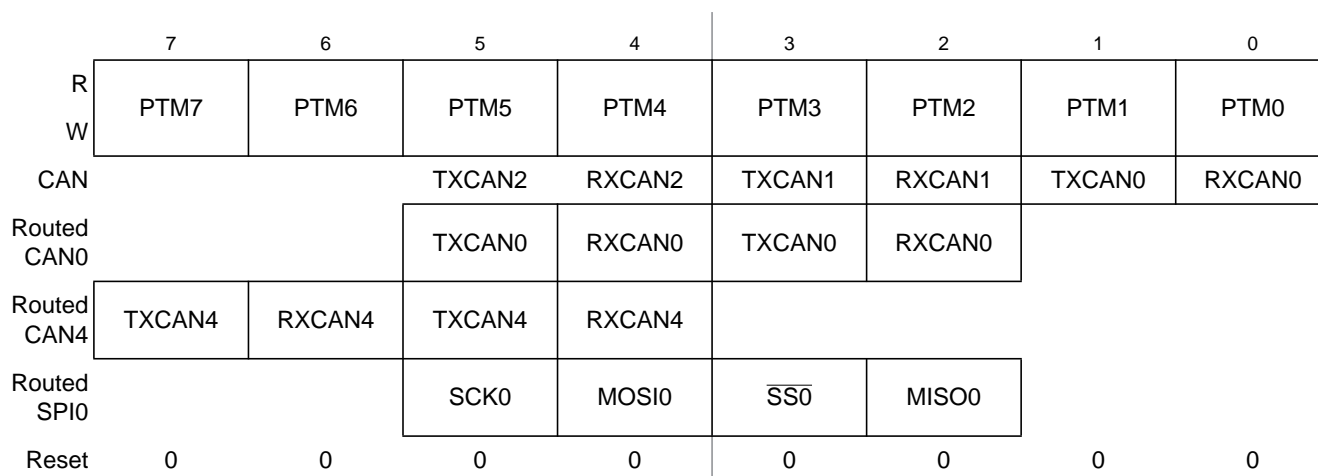 7 6 5 4 3 2 1 0
R
W
PTM7 PTM6 PTM5 PTM4 PTM3 PTM2 PTM1 PTM0
CAN TXCAN2 RXCAN2 TXCAN1 RXCAN1 TXCAN0 RXCAN0
Routed
CAN0
TXCAN0 RXCAN0 TXCAN0 RXCAN0
Routed
CAN4
TXCAN4 RXCAN4 TXCAN4 RXCAN4
Routed
SPI0
SCK0 MOSI0 S̅S̅0̅ MISO0
Reset 0 0 0 0 0 0 0 0